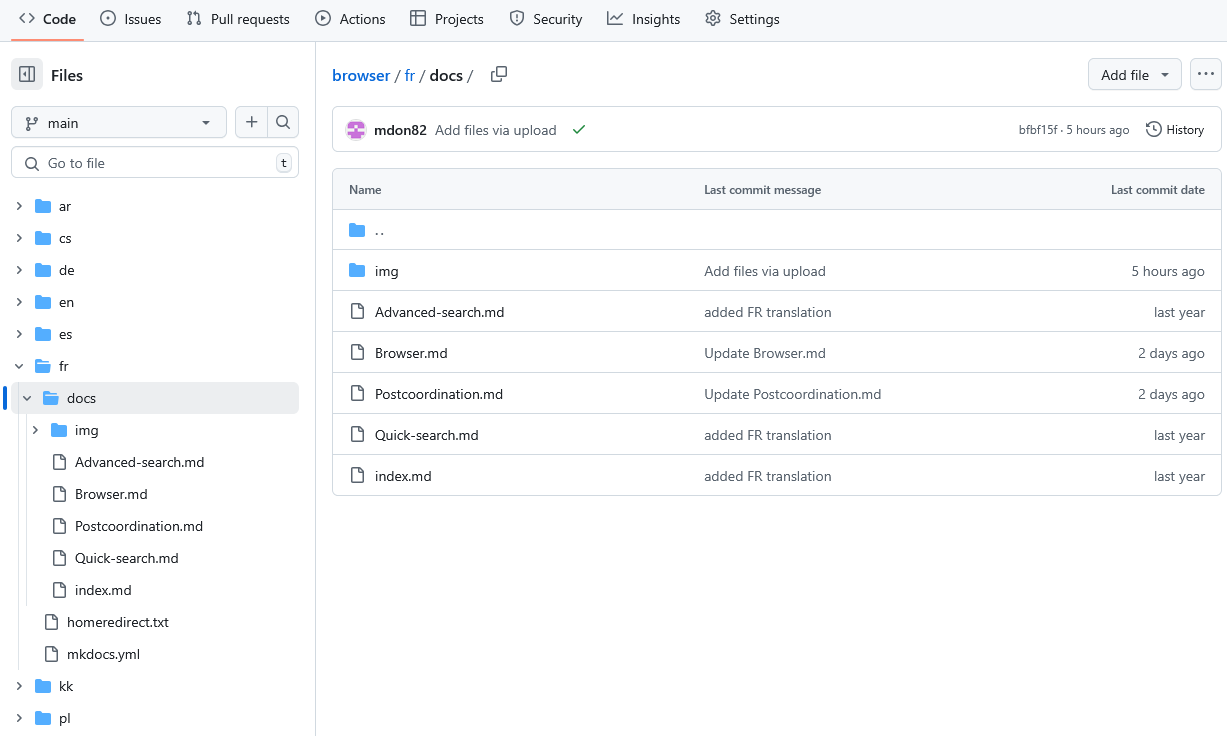 Code Issues Pull requests Actions Projects Security Insights Settings
Files
main
Go to file t
ar
cs
de
en
es
fr
docs
img
Advanced-search.md
Browser.md
Postcoordination.md
Quick-search.md
index.md
homeredirect.txt
mkdocs.yml
kk
pl
browser / fr / docs /
Add file
mdon82 Add files via upload bfbf15f · 5 hours ago History
Name Last commit message Last commit date
..
img Add files via upload 5 hours ago
Advanced-search.md added FR translation last year
Browser.md Update Browser.md 2 days ago
Postcoordination.md Update Postcoordination.md 2 days ago
Quick-search.md added FR translation last year
index.md added FR translation last year